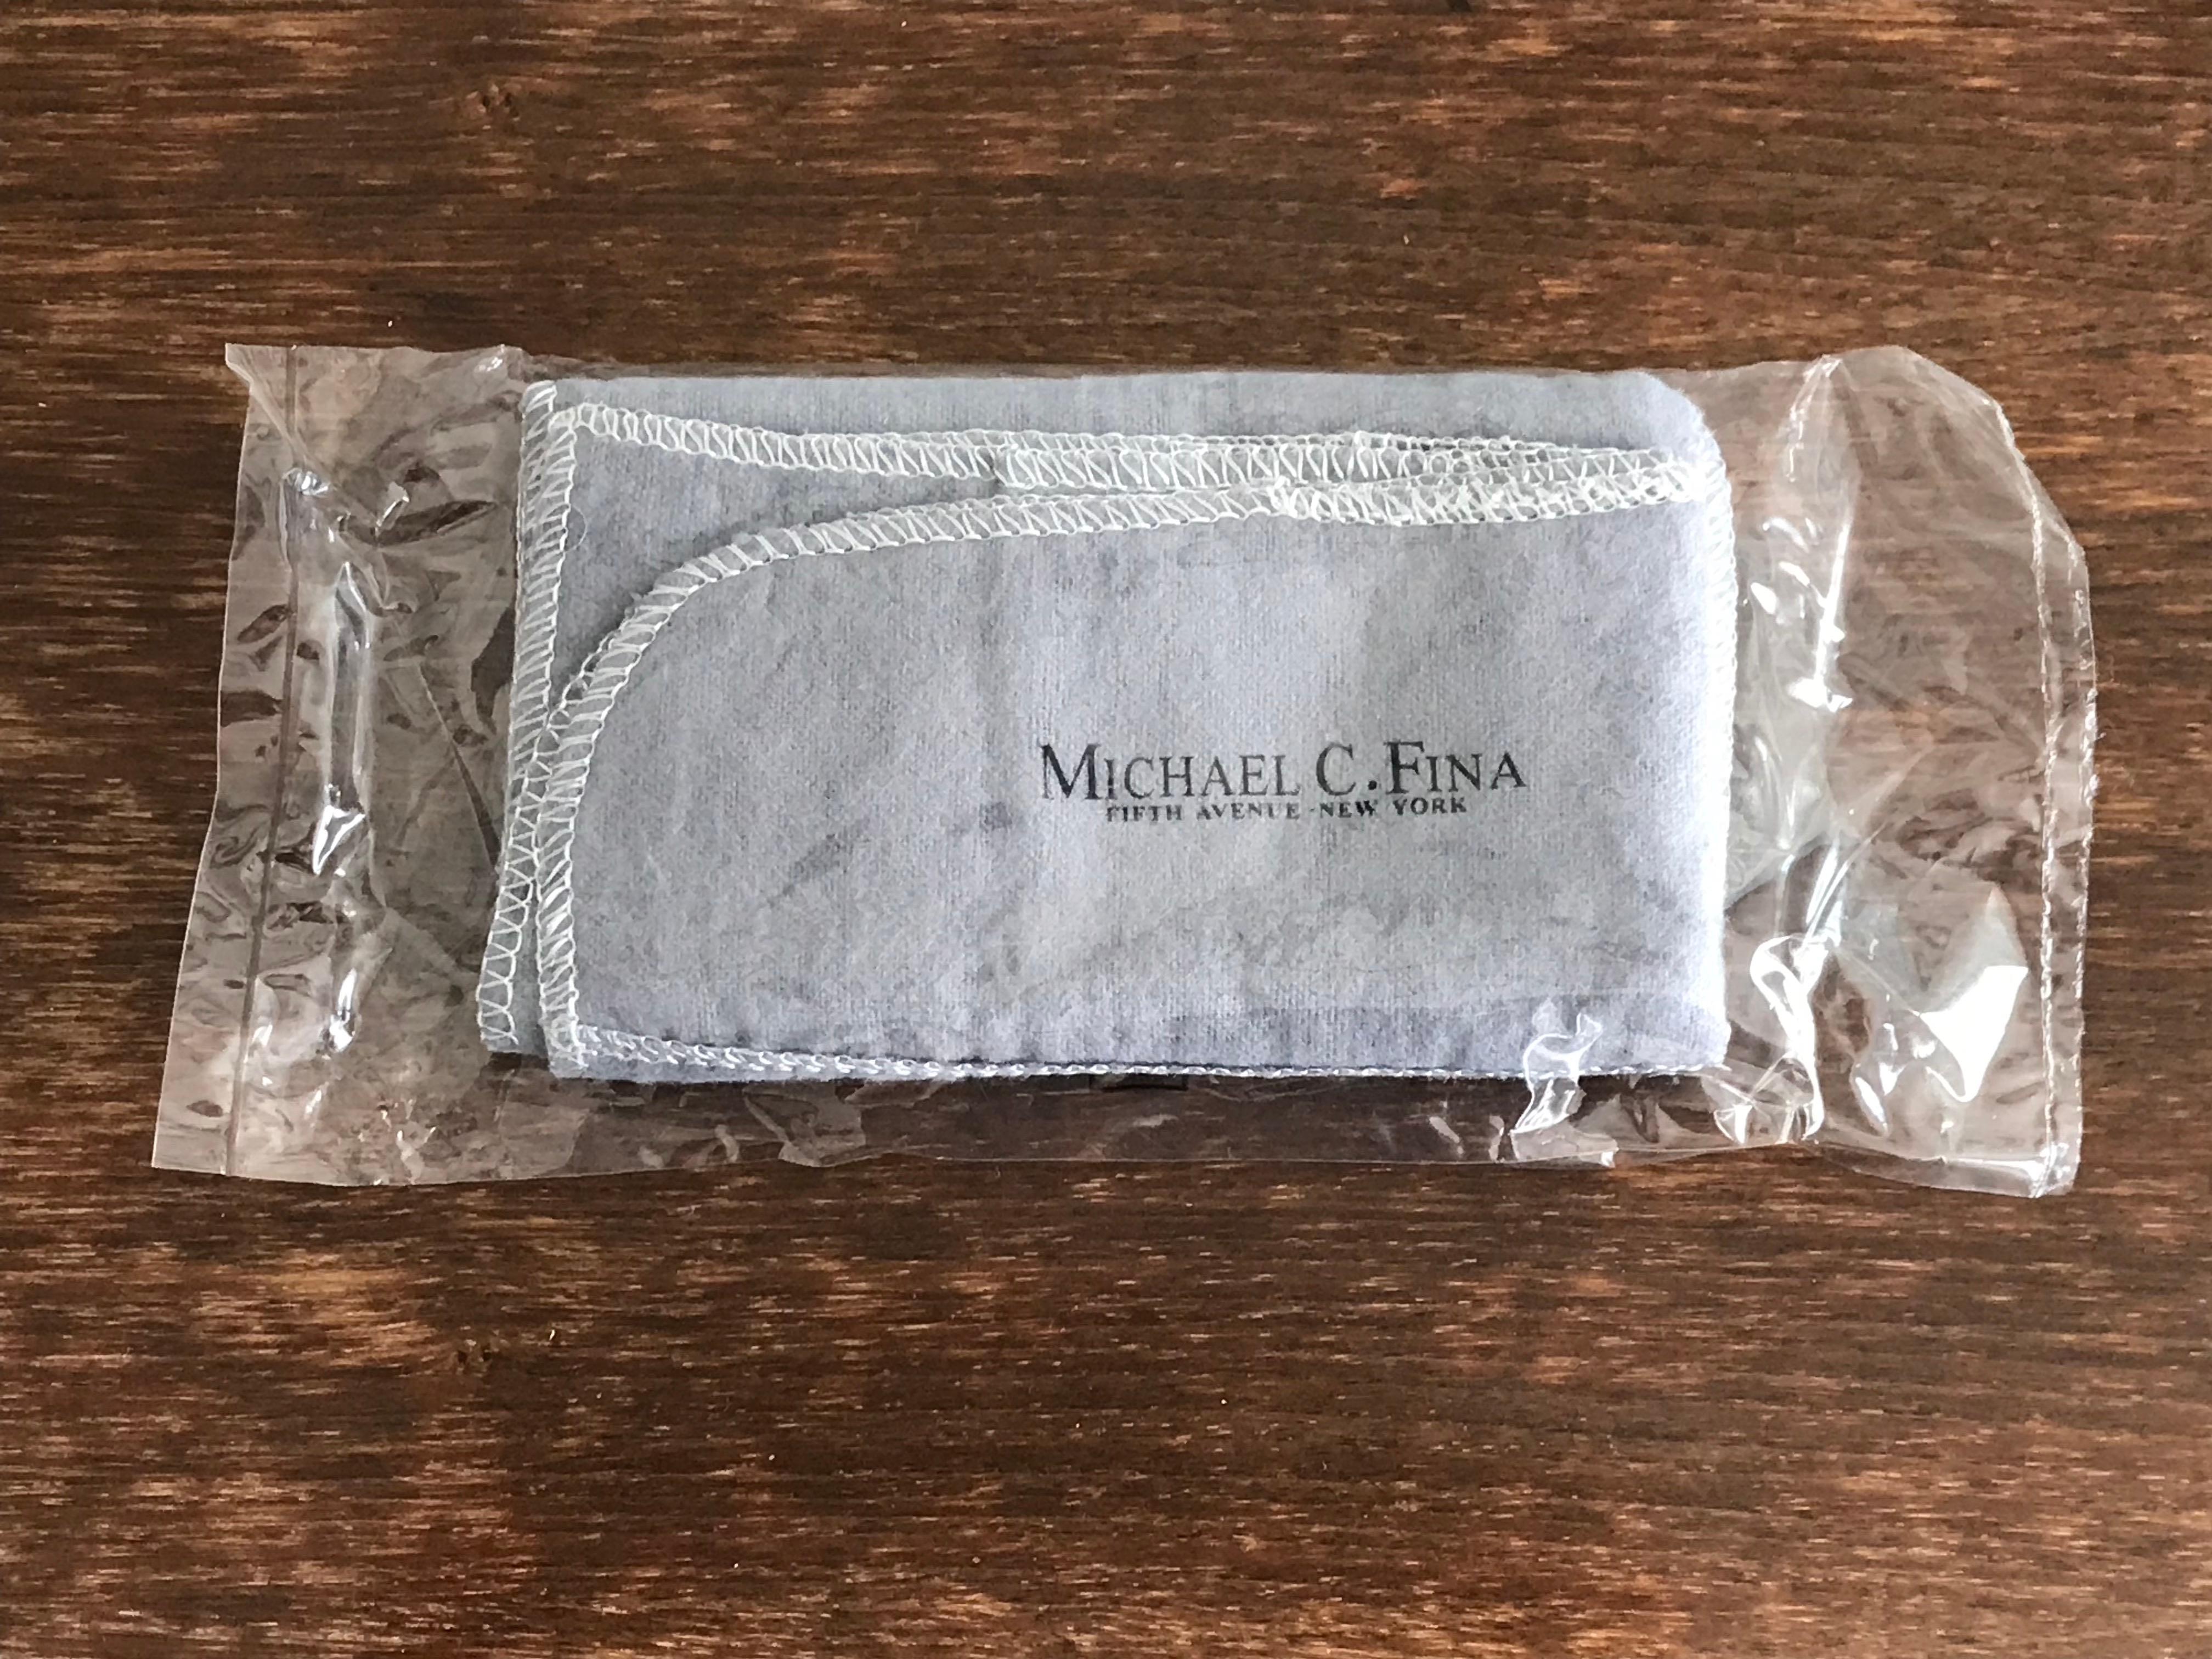 MICHAEL C. FINA
FIFTH AVENUE · NEW YORK